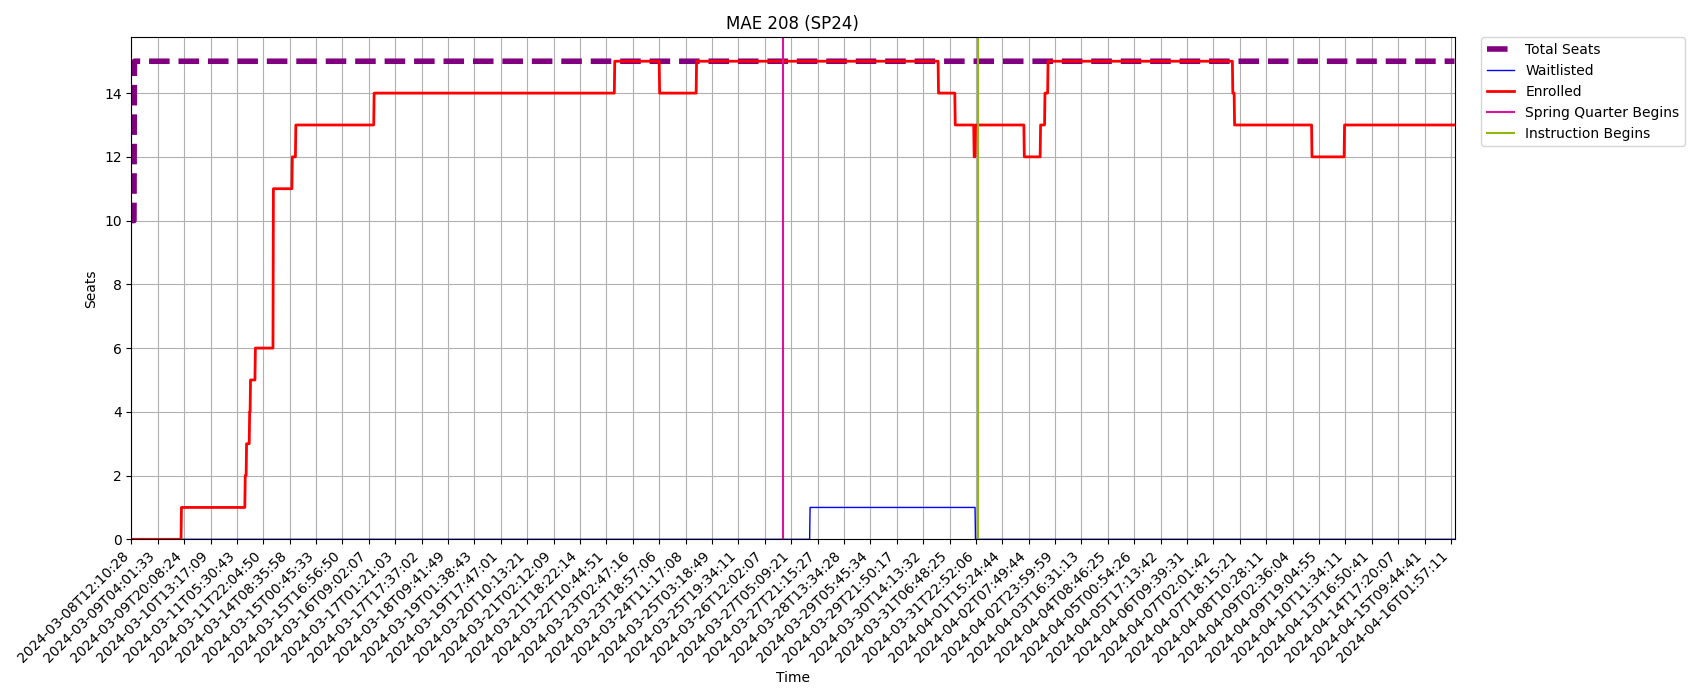 MAE 208 (SP24)
Total Seats
Waitlisted
Enrolled
Spring Quarter Begins
Instruction Begins
Seats
14
12
10
8
6
4
2
0
2024-03-08T12:10:28
2024-03-09T04:01:33
2024-03-09T20:08:24
2024-03-10T13:17:09
2024-03-11T05:30:43
2024-03-11T22:04:50
2024-03-14T08:35:58
2024-03-15T00:45:33
2024-03-15T16:56:50
2024-03-16T09:02:07
2024-03-17T01:21:03
2024-03-17T17:37:02
2024-03-18T09:41:49
2024-03-19T01:38:43
2024-03-19T17:47:01
2024-03-20T10:13:21
2024-03-21T02:12:09
2024-03-21T18:22:14
2024-03-22T10:44:51
2024-03-23T02:47:16
2024-03-23T18:57:06
2024-03-24T11:17:08
2024-03-25T03:18:49
2024-03-25T19:34:11
2024-03-26T12:02:07
2024-03-27T05:09:21
2024-03-27T21:15:27
2024-03-28T13:34:28
2024-03-29T05:45:34
2024-03-29T21:50:17
2024-03-30T14:13:32
2024-03-31T06:48:25
2024-03-31T22:52:06
2024-04-01T15:24:44
2024-04-02T07:49:44
2024-04-02T23:59:59
2024-04-03T16:31:13
2024-04-04T08:46:25
2024-04-05T00:54:26
2024-04-05T17:13:42
2024-04-06T09:39:31
2024-04-07T02:01:42
2024-04-07T18:15:21
2024-04-08T10:28:11
2024-04-09T02:36:04
2024-04-09T19:04:55
2024-04-10T11:34:11
2024-04-13T16:50:41
2024-04-14T17:20:07
2024-04-15T09:44:41
2024-04-16T01:57:11
Time